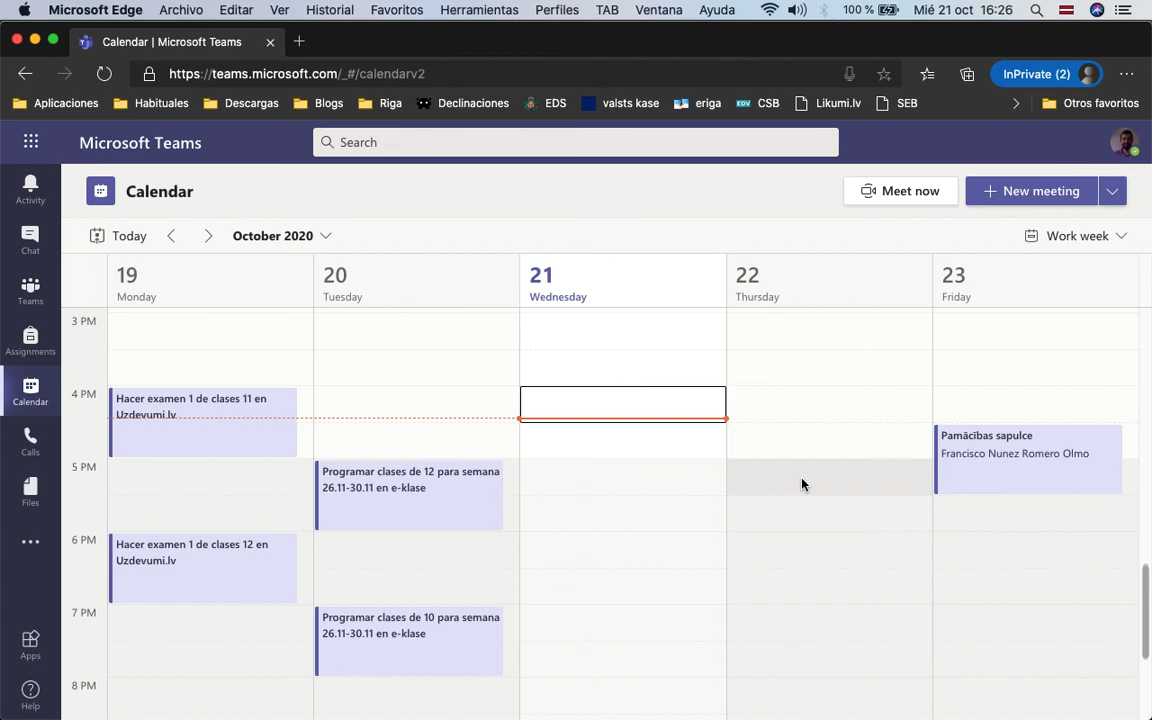 Microsoft Edge Archivo Editar Ver Historial Favoritos Herramientas Perfiles TAB Ventana Ayuda 100 % Mié 21 oct 16:26
Calendar | Microsoft Teams
https://teams.microsoft.com/_#/calendarv2 InPrivate (2)
Aplicaciones Habituales Descargas Blogs Riga Declinaciones EDS valsts kase eriga CSB Likumi.lv SEB Otros favoritos
Microsoft Teams Search
Calendar Meet now New meeting
Today October 2020 Work week
19 20 21 22 23
Monday Tuesday Wednesday Thursday Friday
Activity
Chat
Teams
Assignments
Calendar
Calls
Files
Apps
Help
3 PM
4 PM
Hacer examen 1 de clases 11 en
Uzdevumi.lv
Pamācības sapulce
Francisco Nunez Romero Olmo
5 PM
Programar clases de 12 para semana
26.11-30.11 en e-klase
6 PM
Hacer examen 1 de clases 12 en
Uzdevumi.lv
7 PM
Programar clases de 10 para semana
26.11-30.11 en e-klase
8 PM